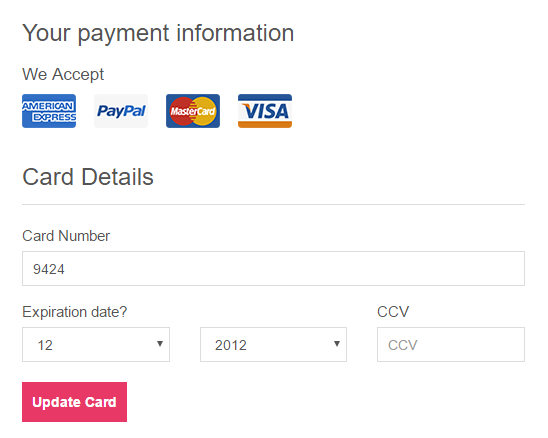 Your payment information
We Accept
AMERICAN EXPRESS PayPal MasterCard VISA
Card Details
Card Number
9424
Expiration date? CCV
12 2012 CCV
Update Card